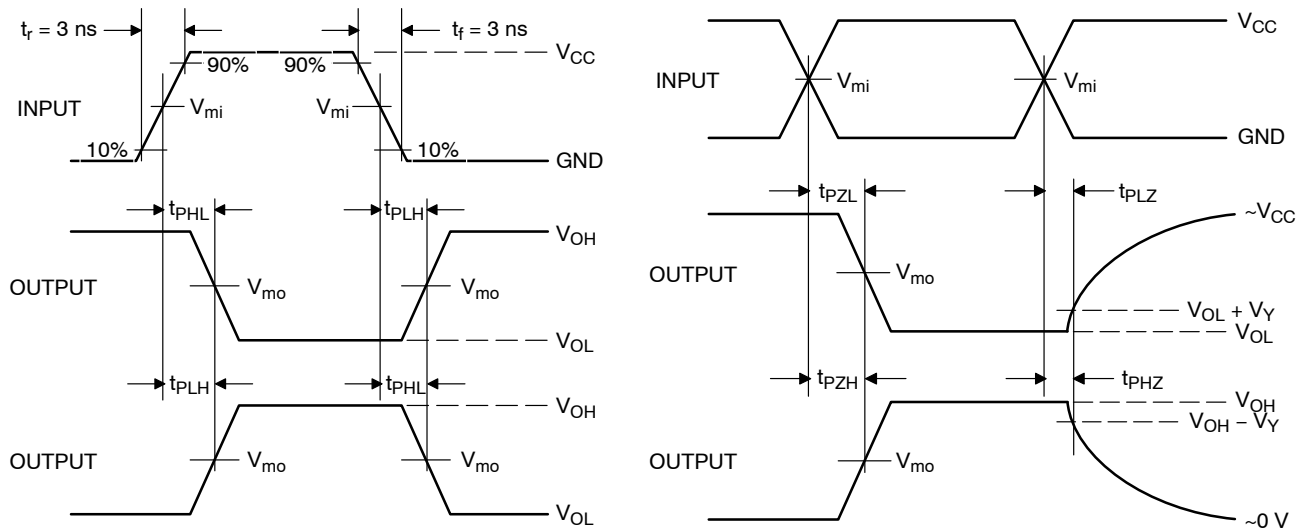 t_r = 3 ns
t_f = 3 ns
V_CC
90%
90%
INPUT
V_mi
V_mi
10%
10%
GND
t_PHL
t_PLH
V_OH
OUTPUT
V_mo
V_mo
V_OL
t_PLH
t_PHL
V_OH
OUTPUT
V_mo
V_mo
V_OL
V_CC
INPUT
V_mi
V_mi
GND
t_PZL
t_PLZ
~V_CC
OUTPUT
V_mo
V_OL + V_Y
V_OL
t_PZH
t_PHZ
V_OH
V_OH – V_Y
OUTPUT
V_mo
~0 V